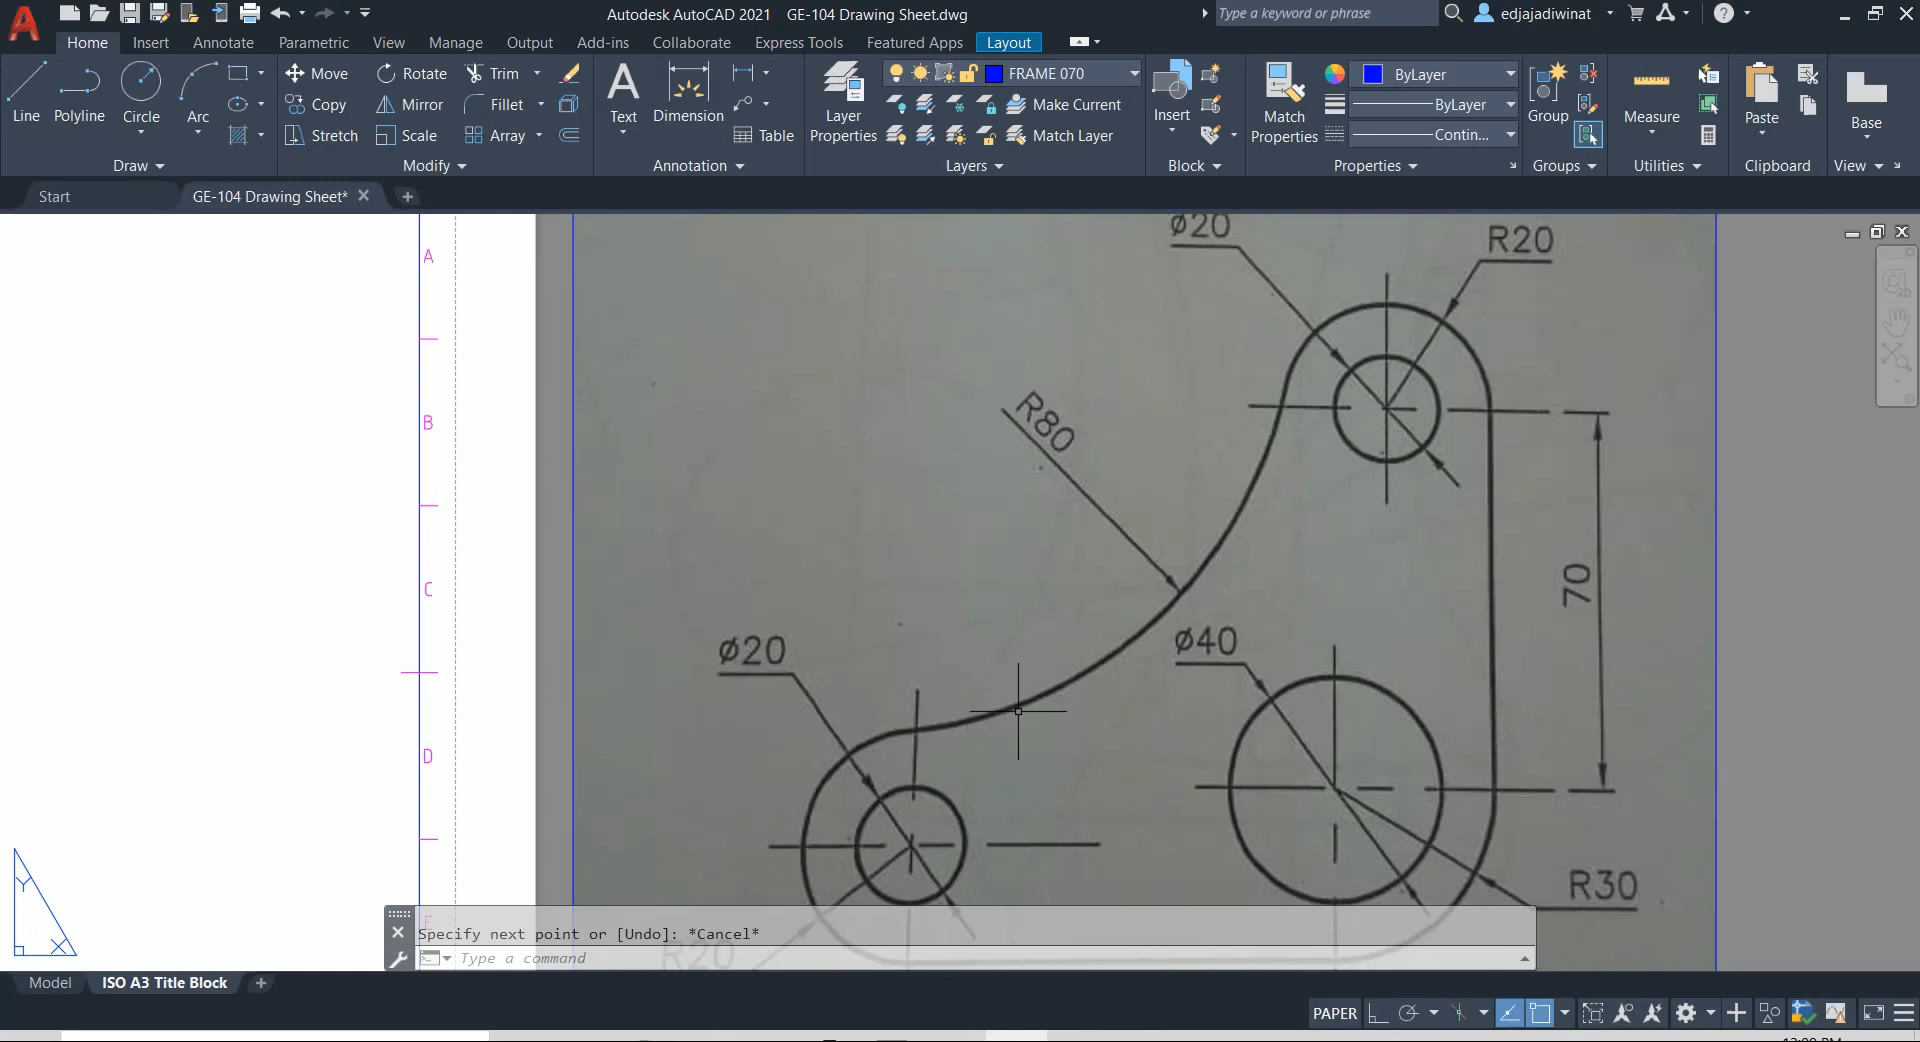 Autodesk AutoCAD 2021 GE-104 Drawing Sheet.dwg
Type a keyword or phrase
edjajadiwinat
Home Insert Annotate Parametric View Manage Output Add-ins Collaborate Express Tools Featured Apps Layout
Line Polyline Circle Arc
Move Rotate Trim
Copy Mirror Fillet
Stretch Scale Array
Text Dimension
Table
Layer Properties
FRAME 070
Make Current
Match Layer
Insert
Match Properties
ByLayer
ByLayer
Contin...
Group
Measure
Paste
Base
Draw Modify Annotation Layers Block Properties Groups Utilities Clipboard View
Start GE-104 Drawing Sheet*
A
B
C
D
E
ø20
R20
R80
70
ø20
ø40
R30
R20
Y
X
Specify next point or [Undo]: *Cancel*
Type a command
Model ISO A3 Title Block
PAPER